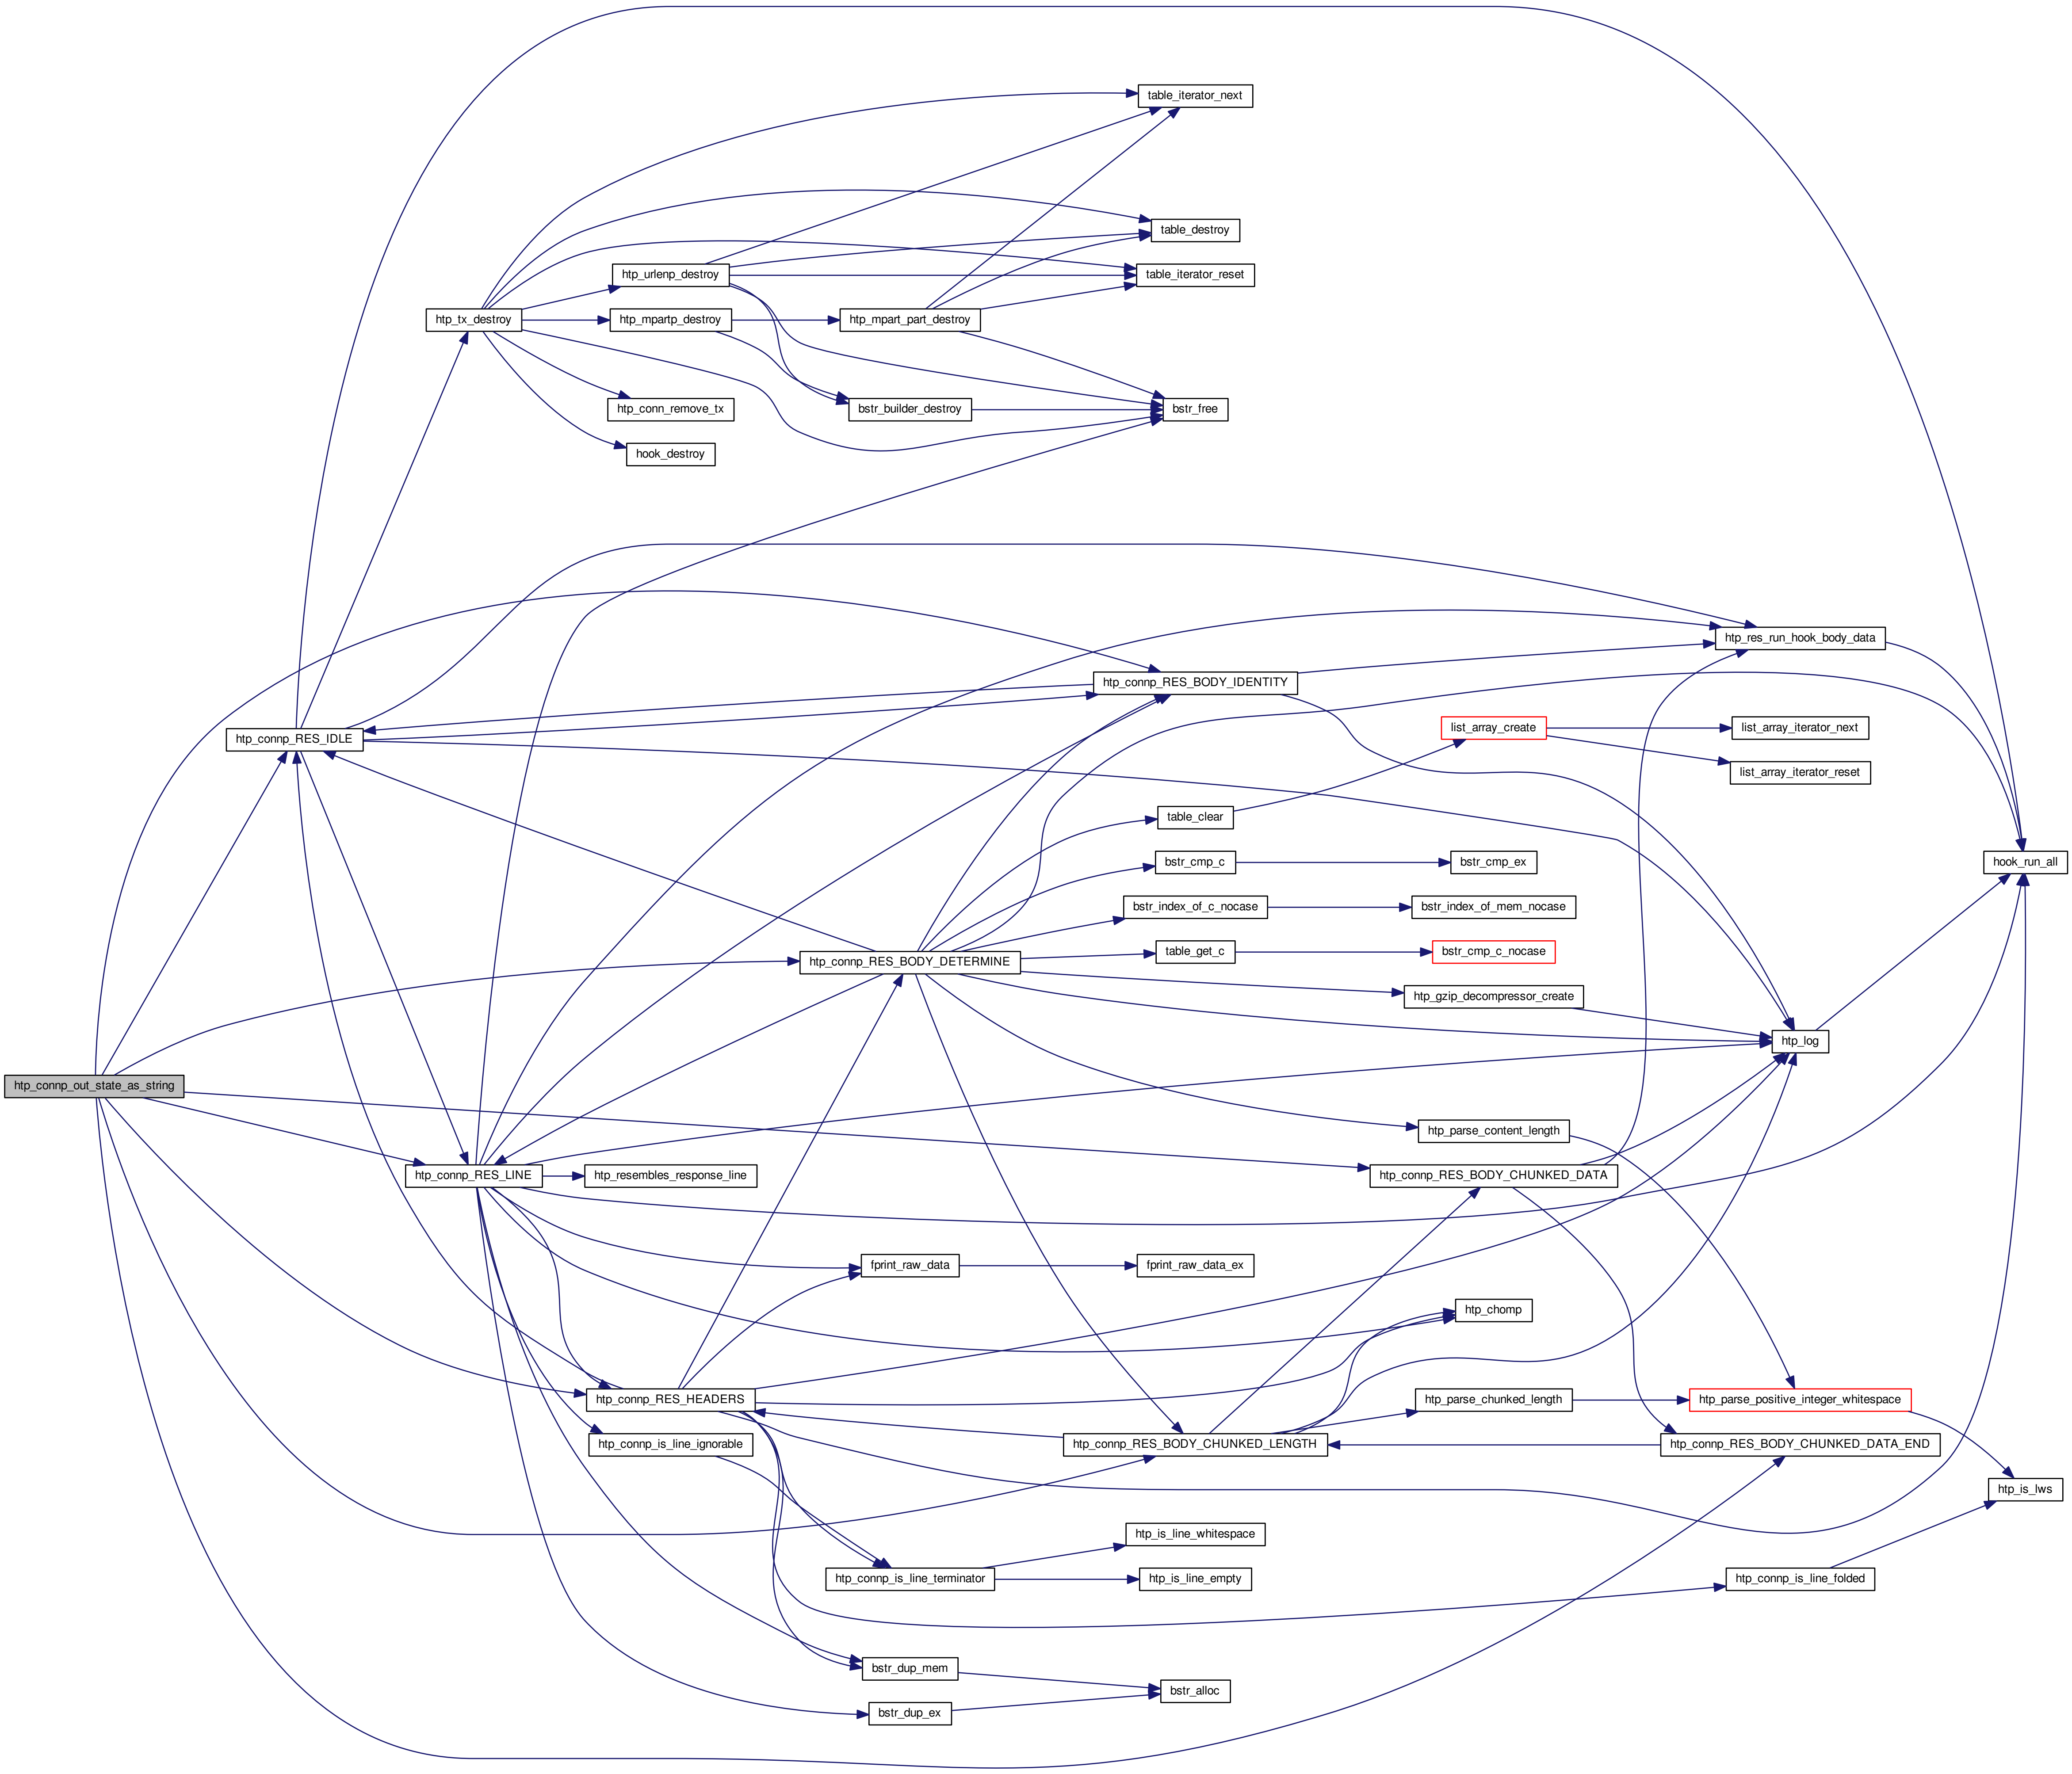 table_iterator_next
table_destroy
htp_urlenp_destroy
table_iterator_reset
htp_tx_destroy
htp_mpartp_destroy
htp_mpart_part_destroy
htp_conn_remove_tx
bstr_builder_destroy
bstr_free
hook_destroy
htp_res_run_hook_body_data
htp_connp_RES_BODY_IDENTITY
htp_connp_RES_IDLE
list_array_create
list_array_iterator_next
list_array_iterator_reset
table_clear
bstr_cmp_c
bstr_cmp_ex
hook_run_all
bstr_index_of_c_nocase
bstr_index_of_mem_nocase
htp_connp_RES_BODY_DETERMINE
table_get_c
bstr_cmp_c_nocase
htp_gzip_decompressor_create
htp_log
htp_connp_out_state_as_string
htp_parse_content_length
htp_connp_RES_LINE
htp_resembles_response_line
htp_connp_RES_BODY_CHUNKED_DATA
fprint_raw_data
fprint_raw_data_ex
htp_chomp
htp_connp_RES_HEADERS
htp_parse_chunked_length
htp_parse_positive_integer_whitespace
htp_connp_is_line_ignorable
htp_connp_RES_BODY_CHUNKED_LENGTH
htp_connp_RES_BODY_CHUNKED_DATA_END
htp_is_lws
htp_is_line_whitespace
htp_connp_is_line_terminator
htp_is_line_empty
htp_connp_is_line_folded
bstr_dup_mem
bstr_alloc
bstr_dup_ex